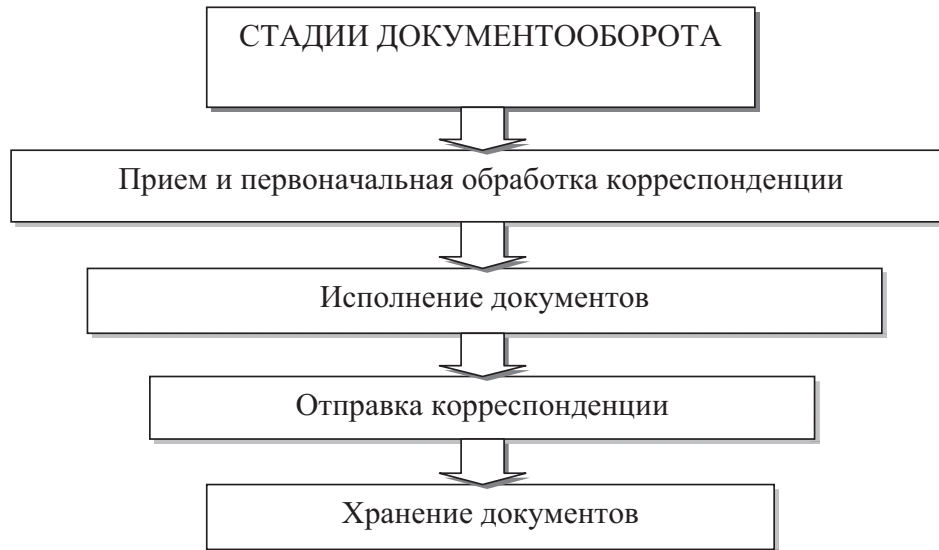 СТАДИИ ДОКУМЕНТООБОРОТА
Прием и первоначальная обработка корреспонденции
Исполнение документов
Отправка корреспонденции
Хранение документов